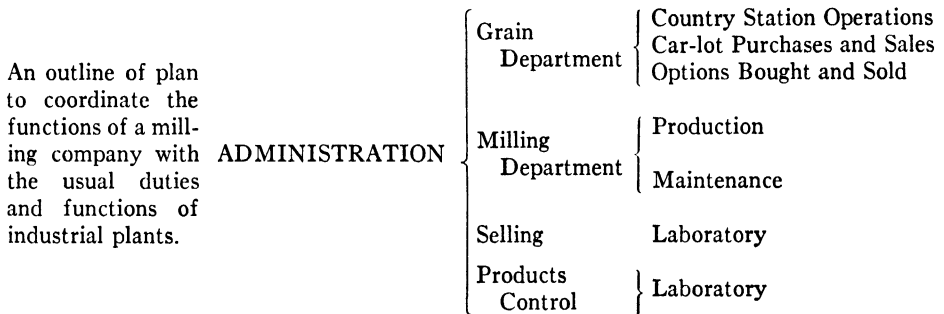 An outline of plan
to coordinate the
functions of a mill-
ing company with
the usual duties
and functions of
industrial plants.
ADMINISTRATION
Grain
Department
Country Station Operations
Car-lot Purchases and Sales
Options Bought and Sold
Milling
Department
Production
Maintenance
Selling
Laboratory
Products
Control
Laboratory